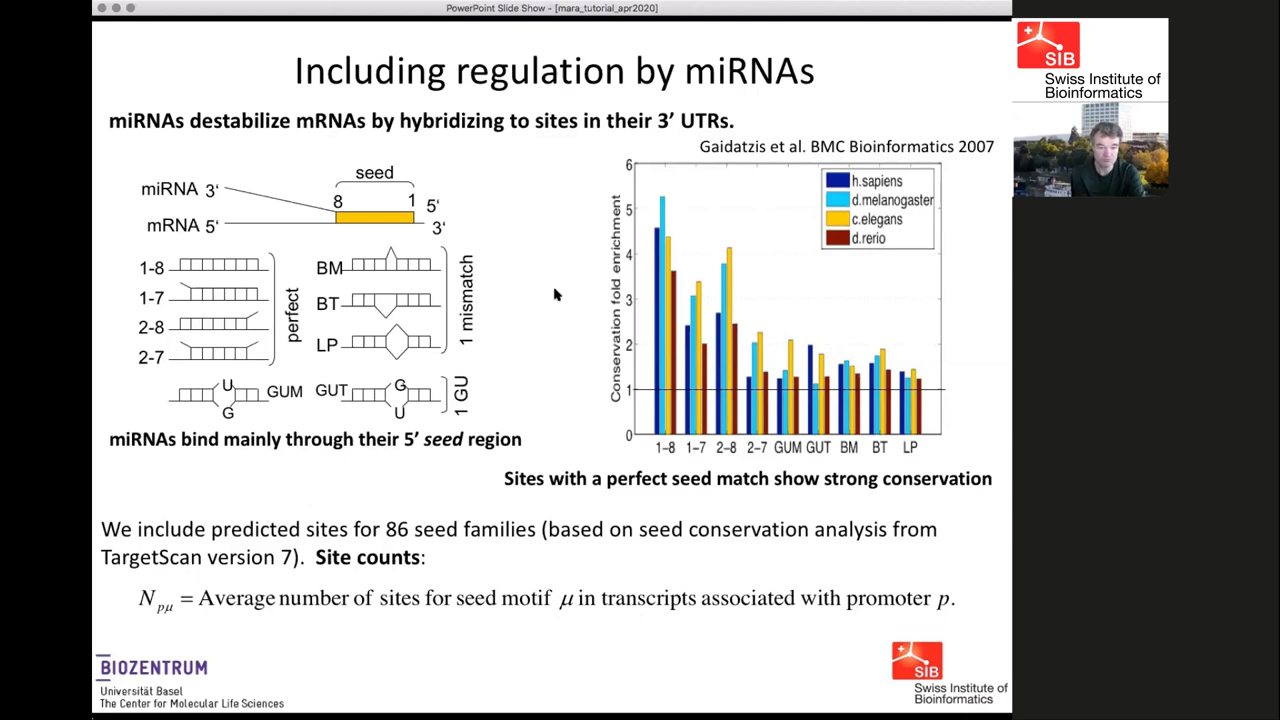 PowerPoint Slide Show - [mara_tutorial_apr2020]
Including regulation by miRNAs
miRNAs destabilize mRNAs by hybridizing to sites in their 3’ UTRs.
Gaidatzis et al. BMC Bioinformatics 2007
seed
miRNA 3‘
8 1 5‘
mRNA 5‘ 3‘
1-8
1-7
2-8
2-7
perfect
BM
BT
LP
1 mismatch
U
G
GUM
GUT
G
U
1 GU
miRNAs bind mainly through their 5’ seed region
Conservation fold enrichment
6
5
4
3
2
1
0
h.sapiens
d.melanogaster
c.elegans
d.rerio
1–8 1–7 2–8 2–7 GUM GUT BM BT LP
Sites with a perfect seed match show strong conservation
We include predicted sites for 86 seed families (based on seed conservation analysis from
TargetScan version 7). Site counts:
N_{pμ} = Average number of sites for seed motif μ in transcripts associated with promoter p.
BIOZENTRUM
Universität Basel
The Center for Molecular Life Sciences
SIB
Swiss Institute of
Bioinformatics
SIB
Swiss Institute of
Bioinformatics